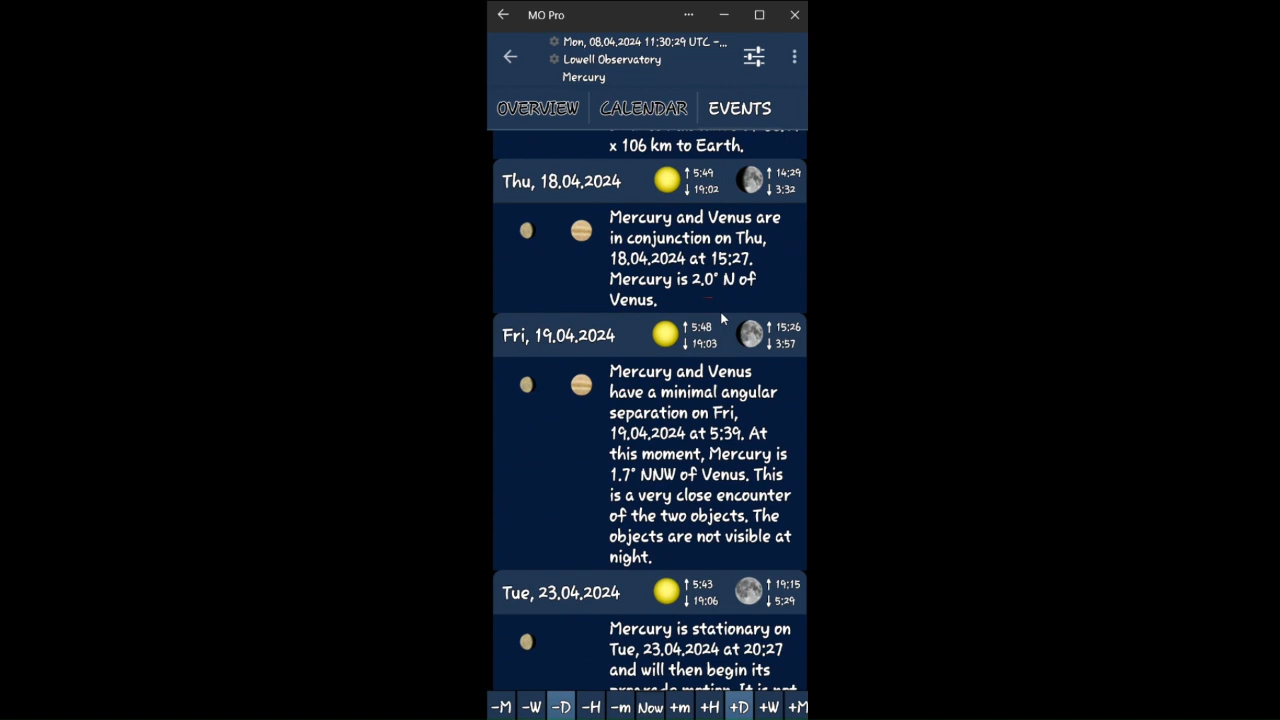 MO Pro
Mon, 08.04.2024 11:30:29 UTC -...
Lowell Observatory
Mercury
OVERVIEW
CALENDAR
EVENTS
x 106 km to Earth.
Thu, 18.04.2024
↑ 5:49
↓ 19:02
↑ 14:29
↓ 3:32
Mercury and Venus are
in conjunction on Thu,
18.04.2024 at 15:27.
Mercury is 2.0° N of
Venus.
Fri, 19.04.2024
↑ 5:48
↓ 19:03
↑ 15:26
↓ 3:57
Mercury and Venus
have a minimal angular
separation on Fri,
19.04.2024 at 5:39. At
this moment, Mercury is
1.7° NNW of Venus. This
is a very close encounter
of the two objects. The
objects are not visible at
night.
Tue, 23.04.2024
↑ 5:43
↓ 19:06
↑ 19:15
↓ 5:29
Mercury is stationary on
Tue, 23.04.2024 at 20:27
and will then begin its
prograde motion. It is not
-M -W -D -H -m Now +m +H +D +W +M